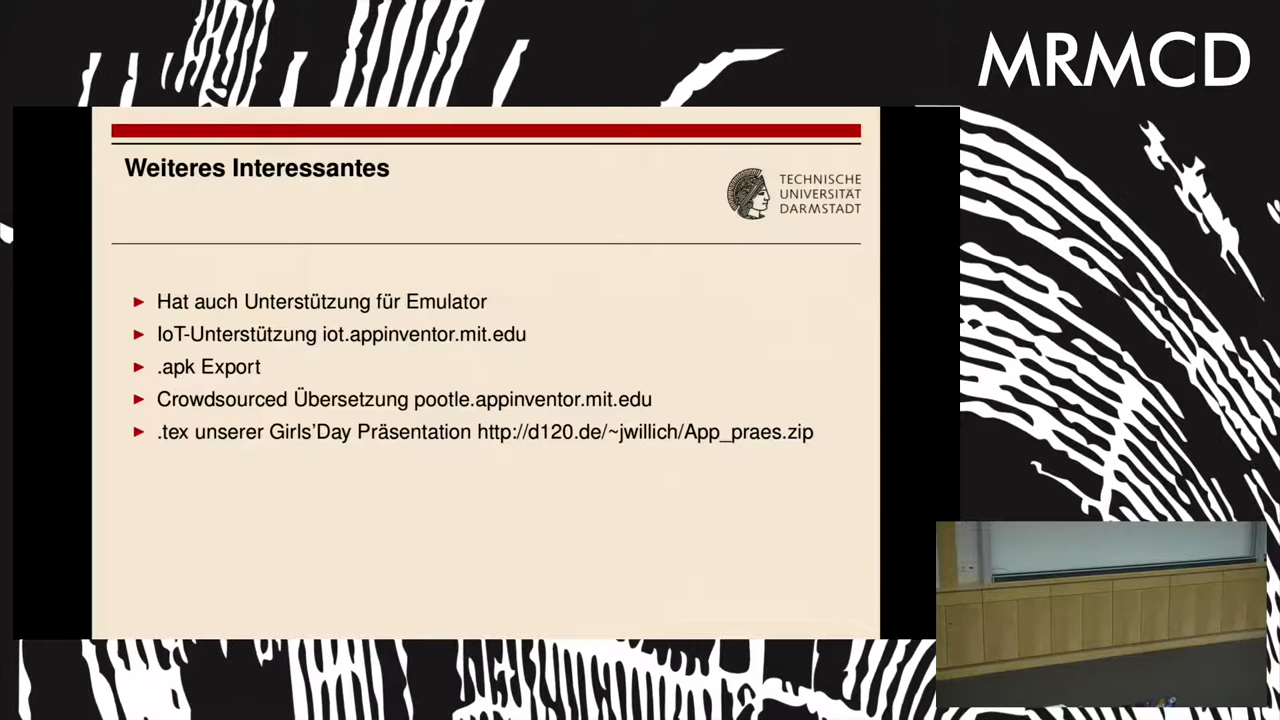 MRMCD
Weiteres Interessantes
TECHNISCHE
UNIVERSITÄT
DARMSTADT
► Hat auch Unterstützung für Emulator
► IoT-Unterstützung iot.appinventor.mit.edu
► .apk Export
► Crowdsourced Übersetzung pootle.appinventor.mit.edu
► .tex unserer Girls'Day Präsentation http://d120.de/~jwillich/App_praes.zip